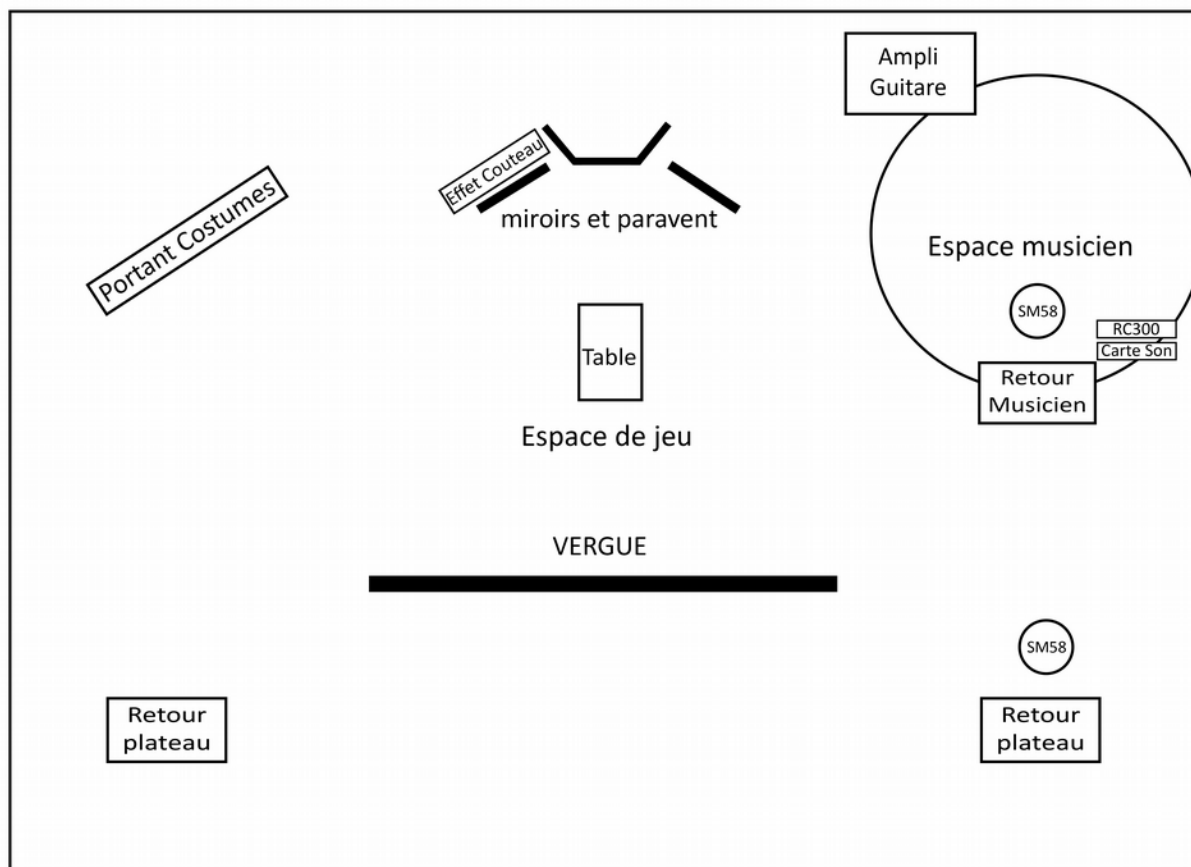 Ampli
Guitare
Effet Couteau
Portant Costumes
miroirs et paravent
Espace musicien
SM58
RC300
Carte Son
Table
Retour
Musicien
Espace de jeu
VERGUE
SM58
Retour
plateau
Retour
plateau